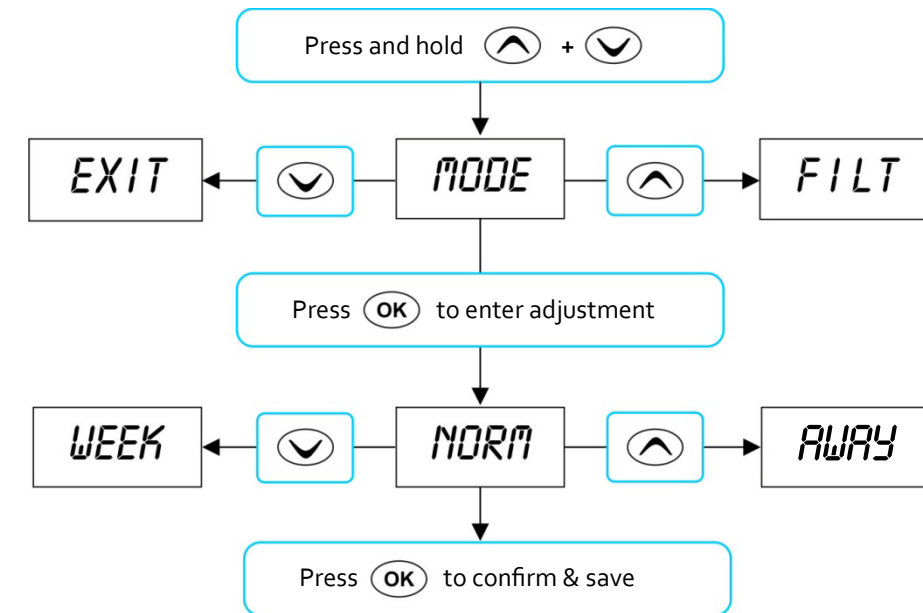 Press and hold +
EXIT MODE FILT
Press OK to enter adjustment
WEEK NORM AWAY
Press OK to confirm & save